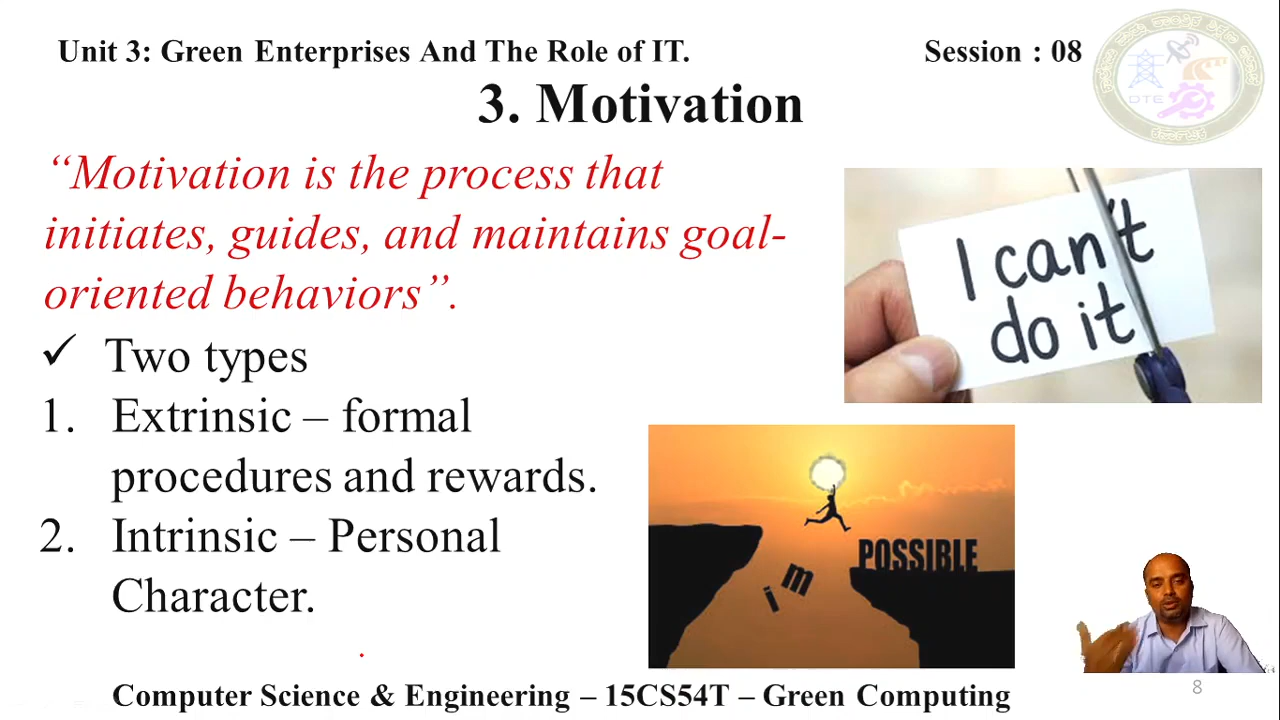 Unit 3: Green Enterprises And The Role of IT.
Session : 08
3. Motivation
“Motivation is the process that
initiates, guides, and maintains goal-
oriented behaviors”.
✓ Two types
1. Extrinsic – formal
procedures and rewards.
2. Intrinsic – Personal
Character.
I can't
do it
POSSIBLE
i m
DTE
Computer Science & Engineering – 15CS54T – Green Computing
8